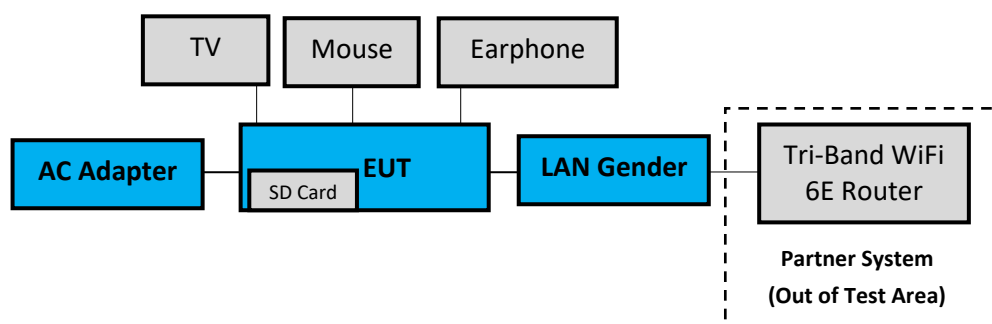 TV
Mouse
Earphone
AC Adapter
EUT
SD Card
LAN Gender
Tri-Band WiFi
6E Router
Partner System
(Out of Test Area)